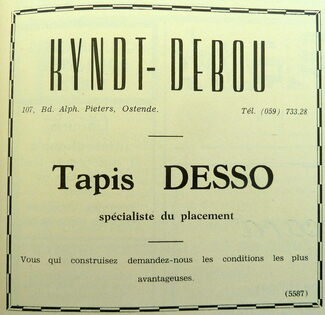 KYNDT-DEBOU
107, Bd. Alph. Pieters, Ostende. Tél. (059) 733.28
Tapis DESSO
spécialiste du placement
Vous qui construisez demandez-nous les conditions les plus
avantageuses.
(5587)